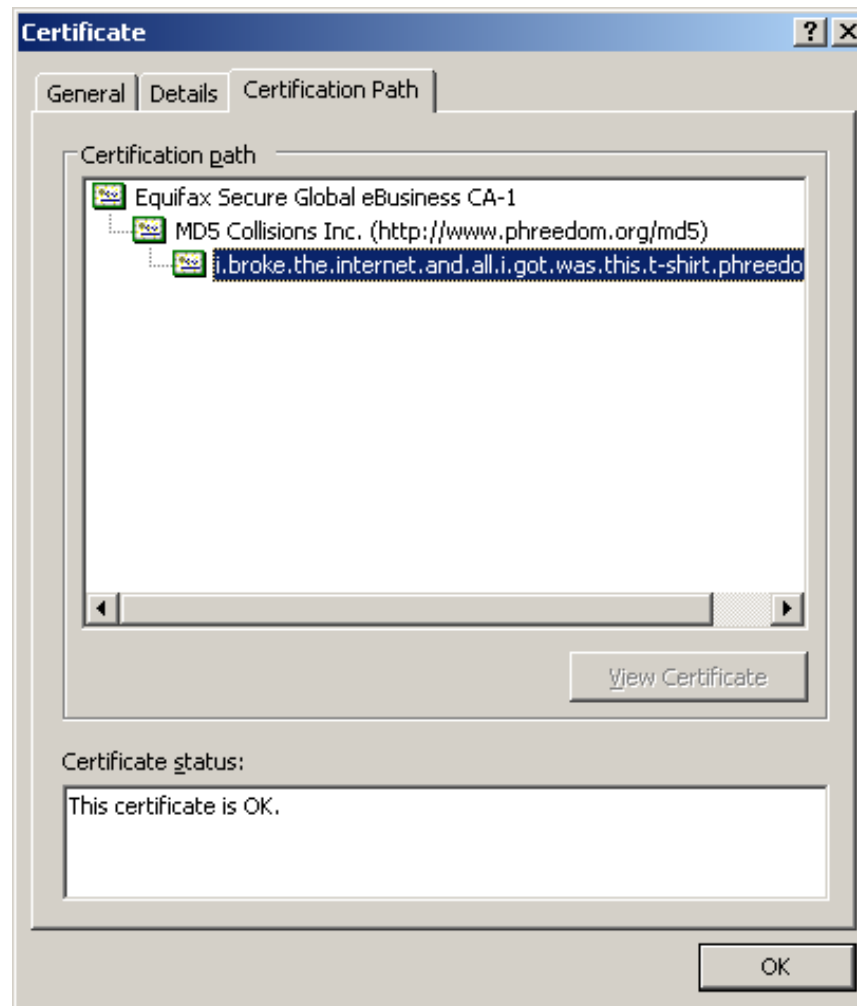 Certificate
General Details Certification Path
Certification path
Equifax Secure Global eBusiness CA-1
MD5 Collisions Inc. (http://www.phreedom.org/md5)
i.broke.the.internet.and.all.i.got.was.this.t-shirt.phreedo
View Certificate
Certificate status:
This certificate is OK.
OK